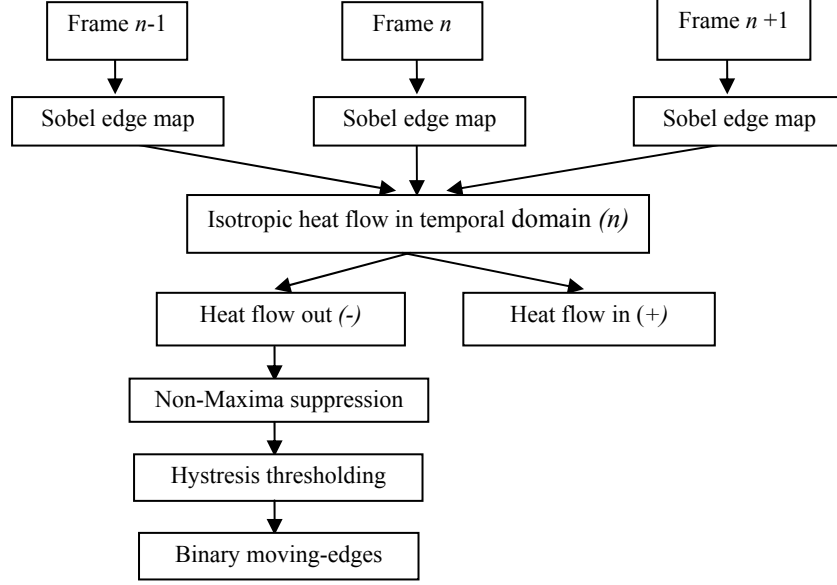 Frame n-1
Frame n
Frame n +1
Sobel edge map
Sobel edge map
Sobel edge map
Isotropic heat flow in temporal domain (n)
Heat flow out (-)
Heat flow in (+)
Non-Maxima suppression
Hystresis thresholding
Binary moving-edges